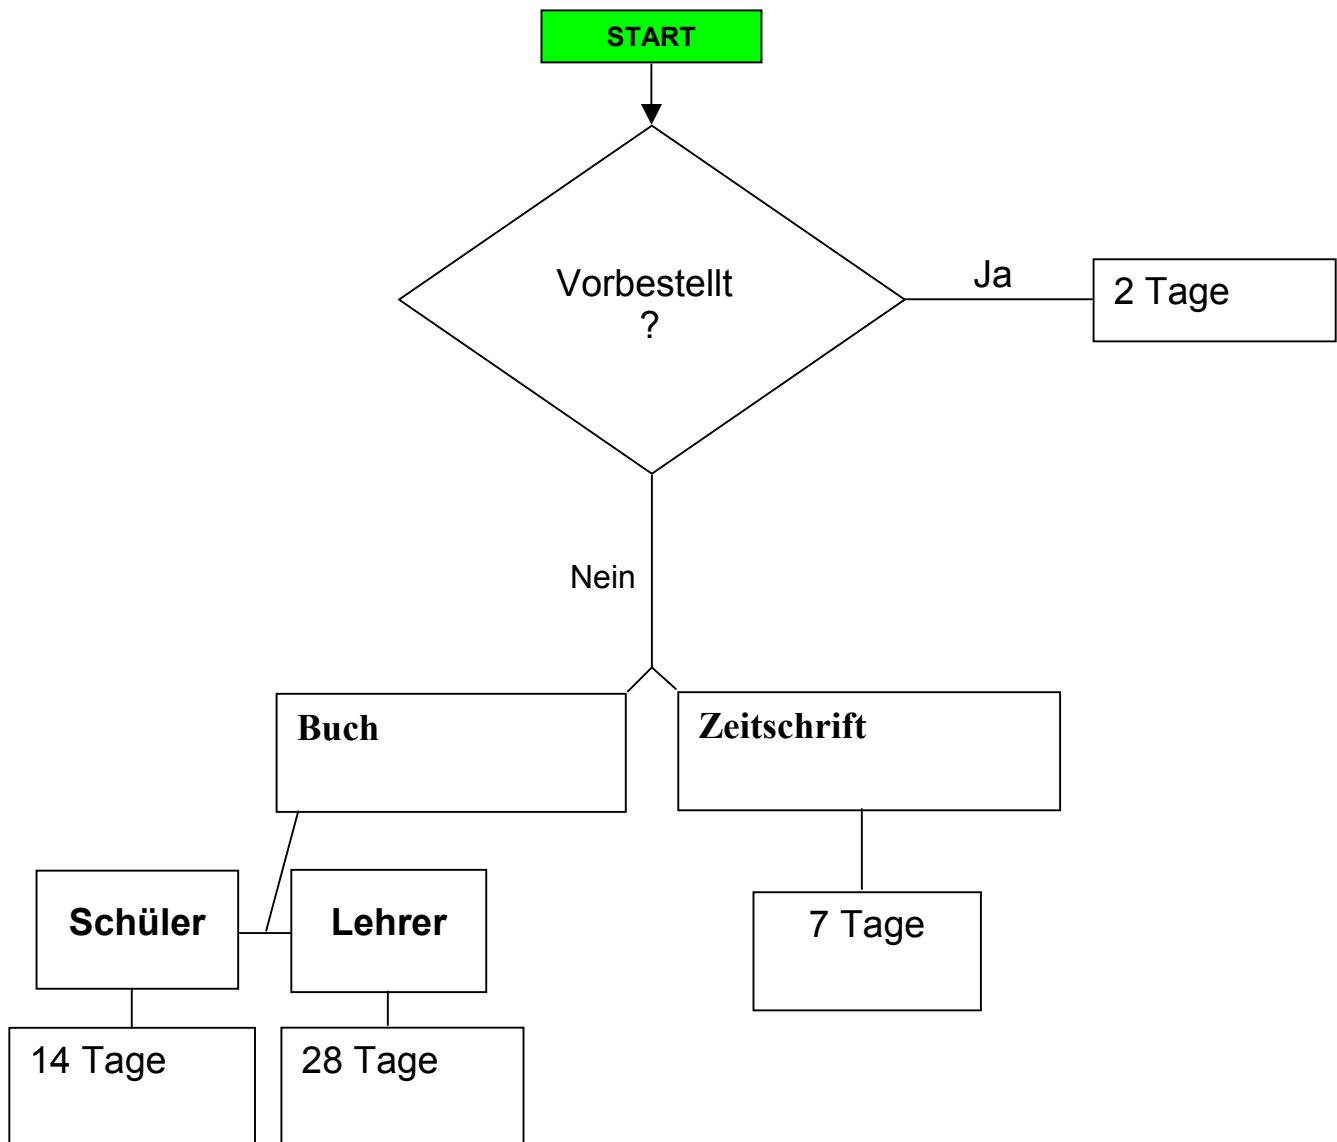 START
Vorbestellt
?
Ja
2 Tage
Nein
Buch
Zeitschrift
Schüler
Lehrer
7 Tage
14 Tage
28 Tage